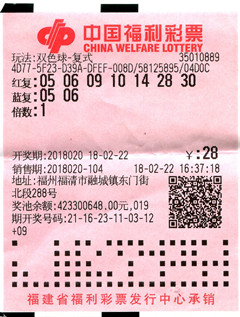 中国福利彩票
CHINA WELFARE LOTTERY
玩法:双色球-复式 35010889
4D77-5F23-D39A-DFEF-008D/58125895/04D0C
红复:05 06 09 10 14 28 30
蓝复:05 06
倍数:1
开奖期:2018020 18-02-22 ¥:28
销售期:2018020-104 18-02-22 16:37:18
地址:福州福清市融城镇东门街
北段288号
奖池余额:423300648.00元,019
期开奖号码:21-16-23-11-03-12
+09
福建省福利彩票发行中心承销